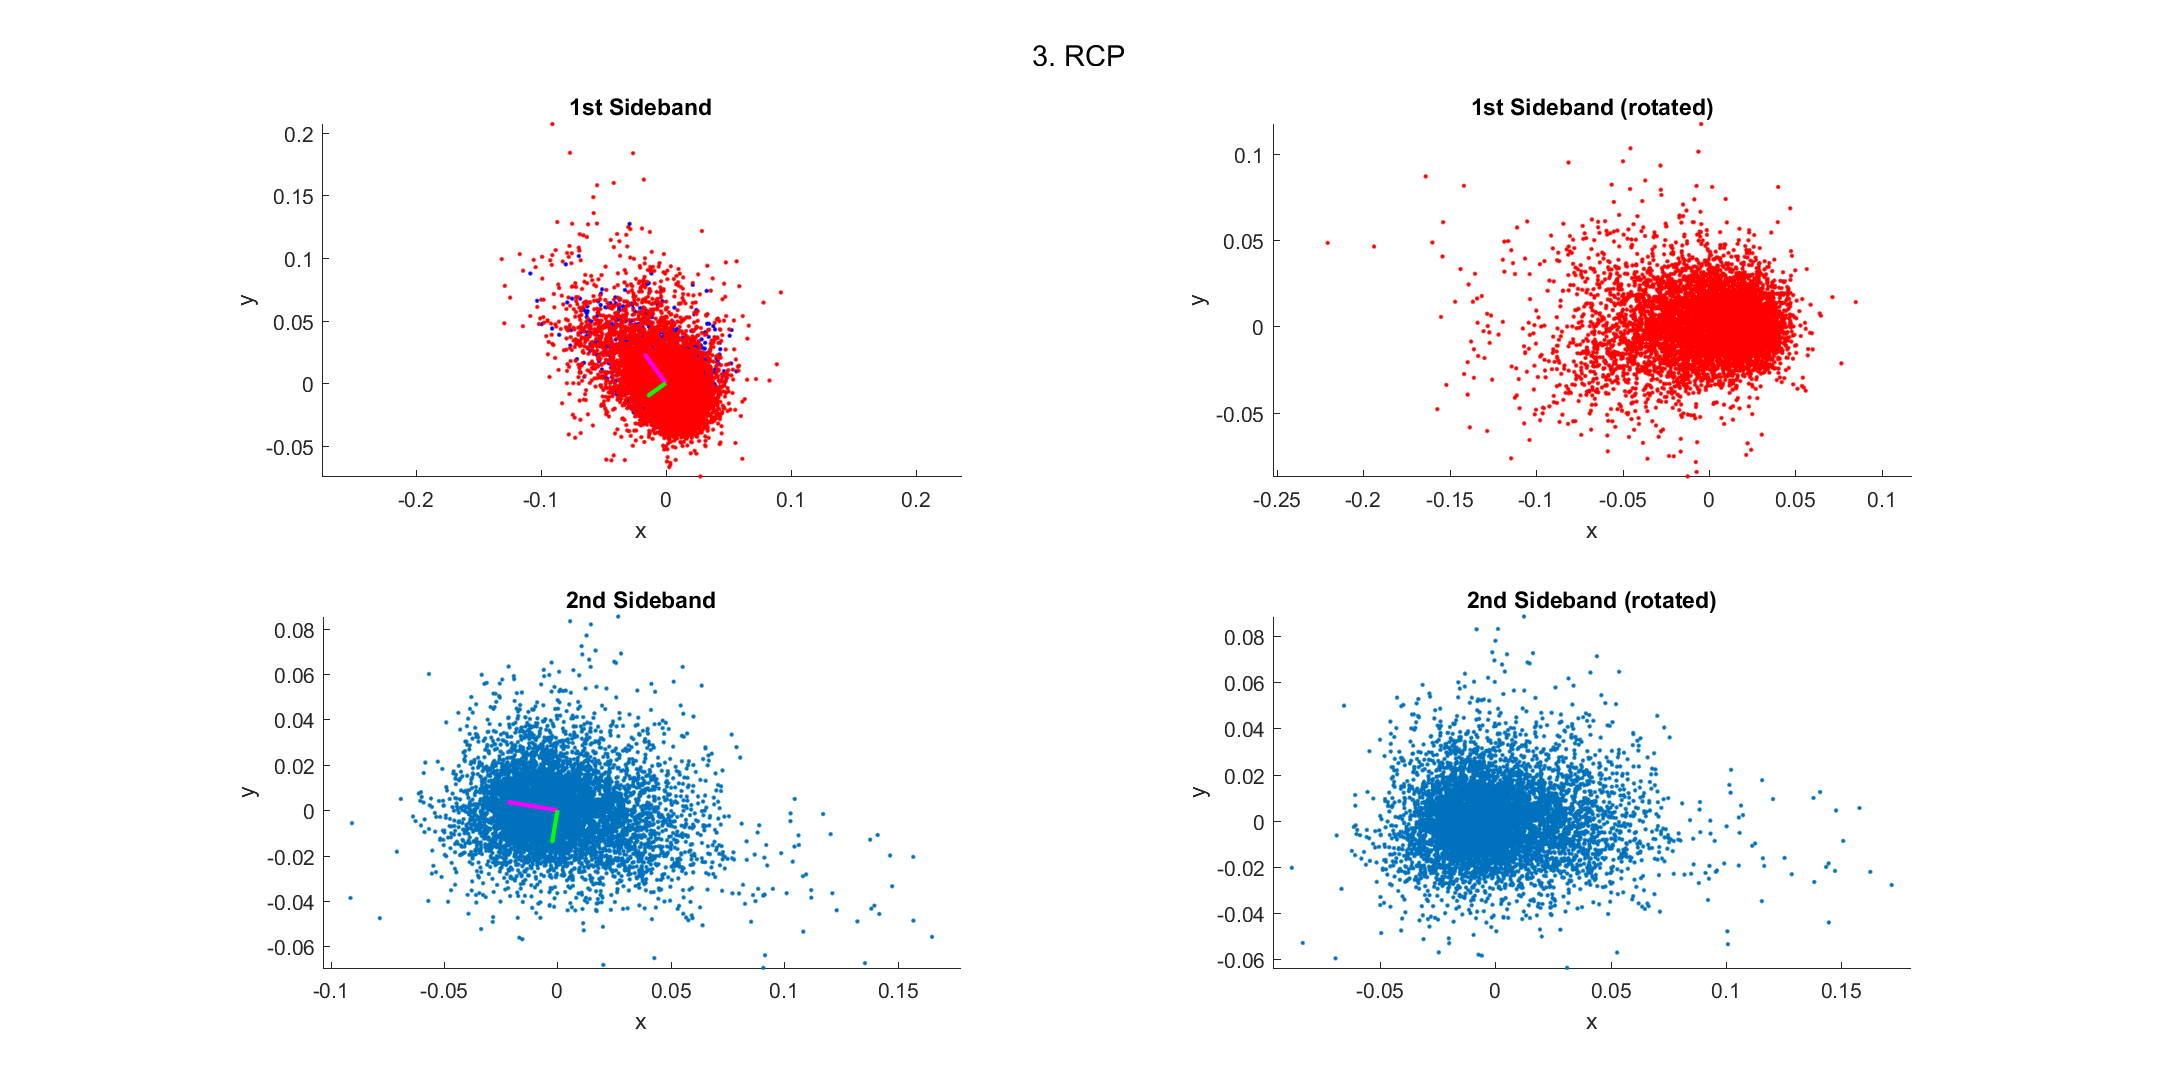 3. RCP
1st Sideband
0.2
0.15
0.1
0.05
0
-0.05
y
-0.2 -0.1 0 0.1 0.2
x
1st Sideband (rotated)
0.1
0.05
0
-0.05
y
-0.25 -0.2 -0.15 -0.1 -0.05 0 0.05 0.1
x
2nd Sideband
0.08
0.06
0.04
0.02
0
-0.02
-0.04
-0.06
y
-0.1 -0.05 0 0.05 0.1 0.15
x
2nd Sideband (rotated)
0.08
0.06
0.04
0.02
0
-0.02
-0.04
-0.06
y
-0.05 0 0.05 0.1 0.15
x